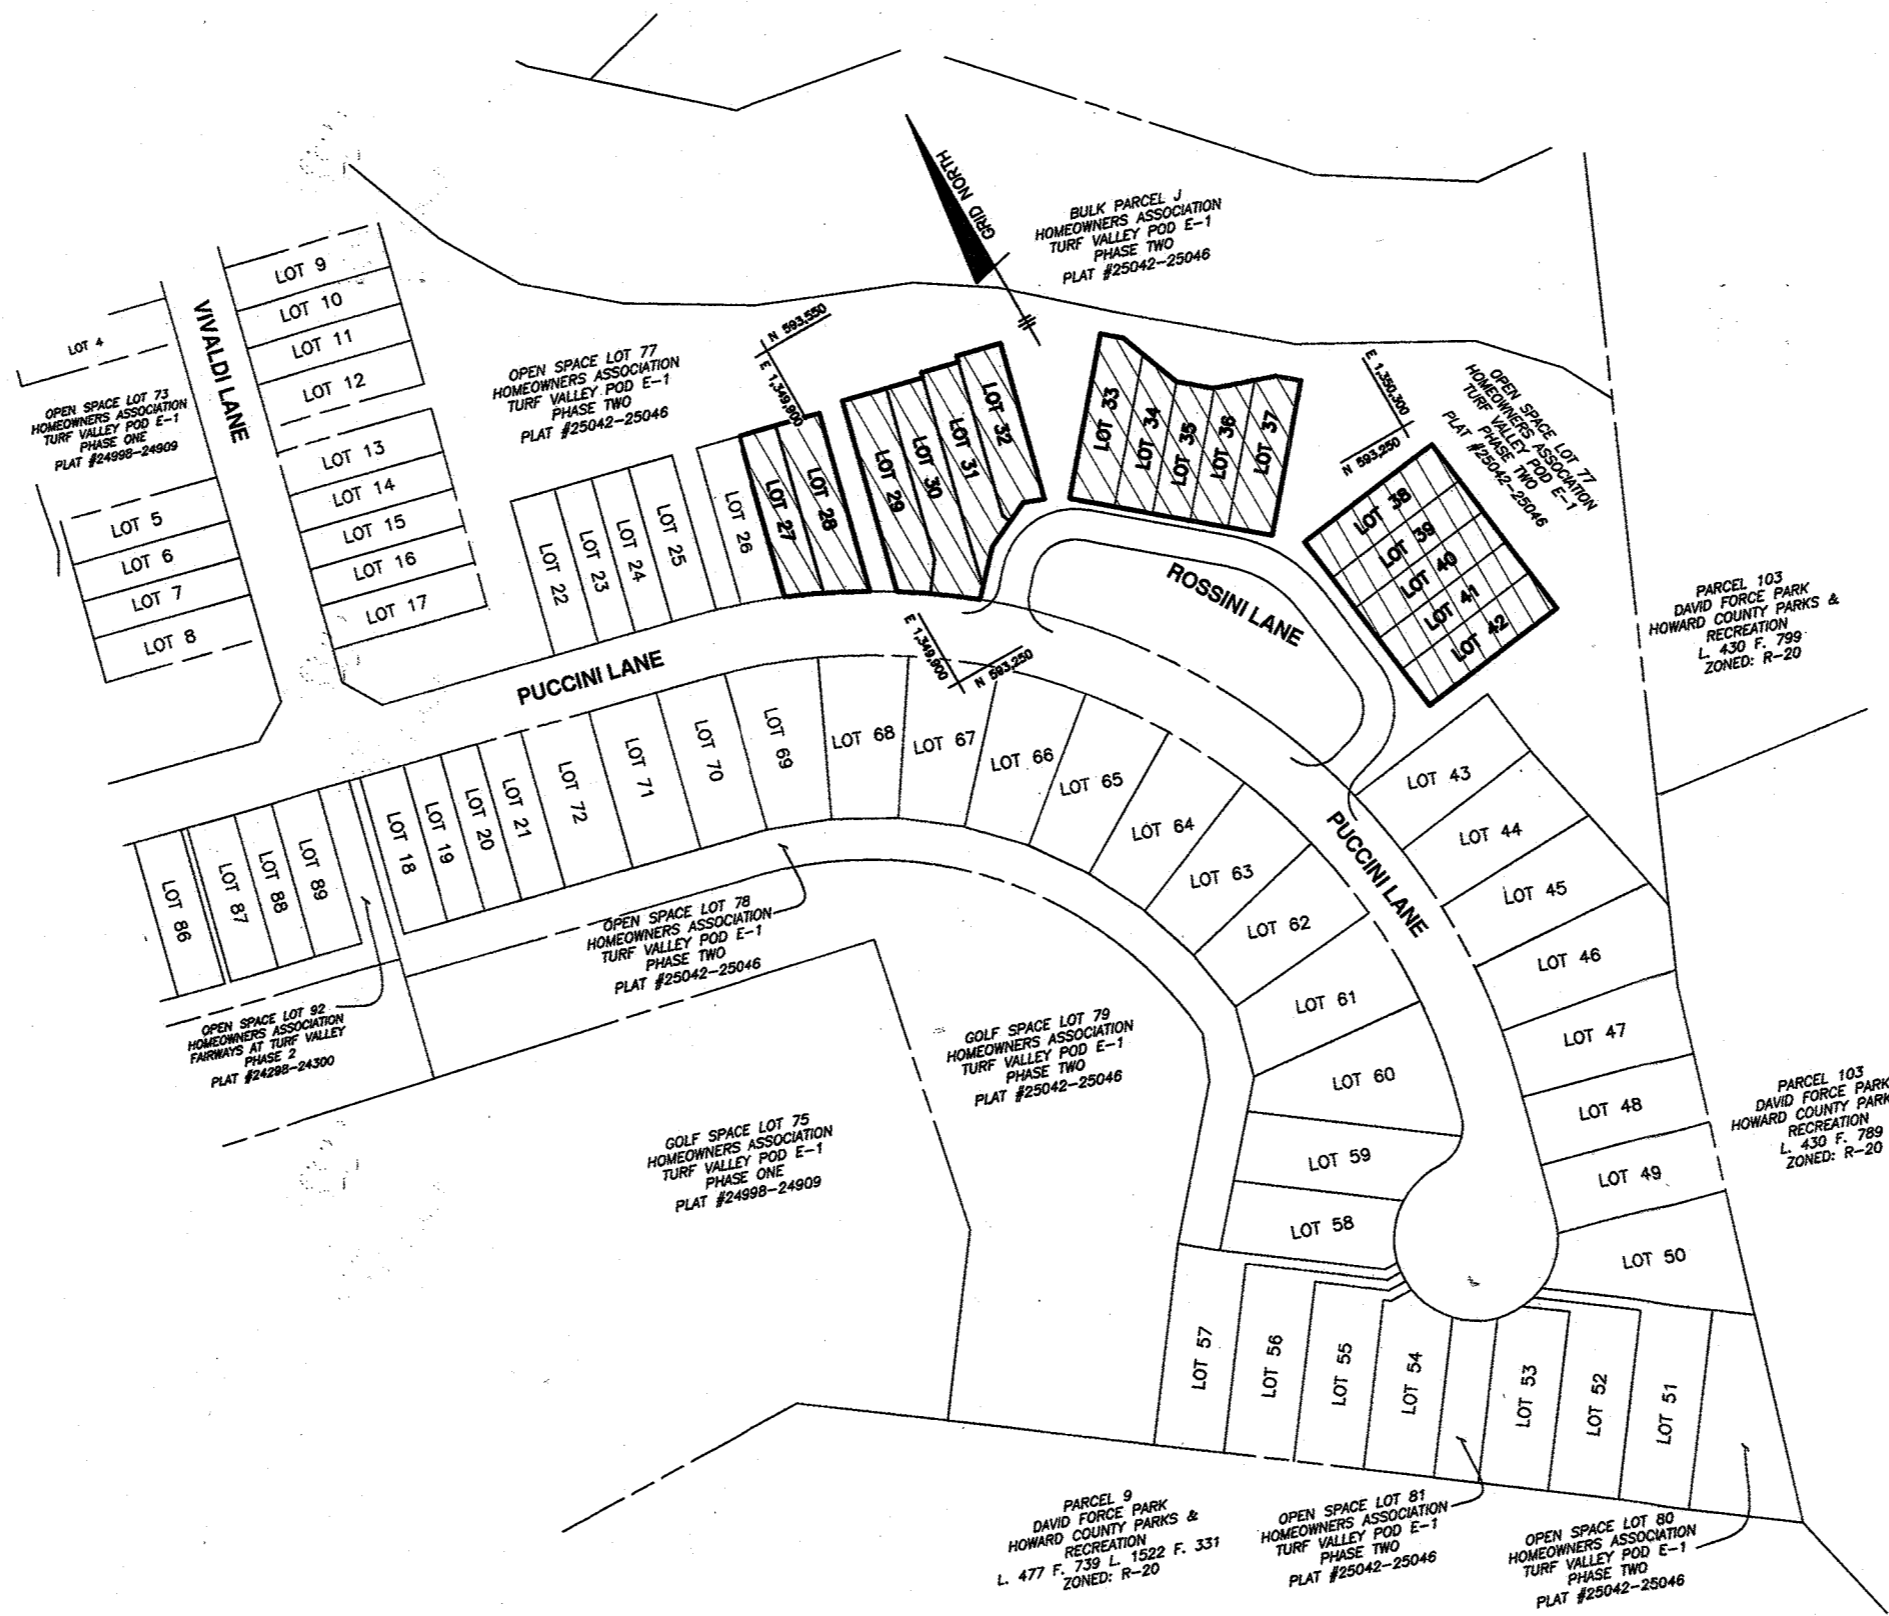 GRID NORTH
BULK PARCEL J
HOMEOWNERS ASSOCIATION
TURF VALLEY POD E-1
PHASE TWO
PLAT #25042-25046
LOT 4
OPEN SPACE LOT 73
HOMEOWNERS ASSOCIATION
TURF VALLEY POD E-1
PHASE ONE
PLAT #24998-24909
VIVALDI LANE
LOT 5
LOT 6
LOT 7
LOT 8
LOT 9
LOT 10
LOT 11
LOT 12
LOT 13
LOT 14
LOT 15
LOT 16
LOT 17
OPEN SPACE LOT 77
HOMEOWNERS ASSOCIATION
TURF VALLEY POD E-1
PHASE TWO
PLAT #25042-25046
N 593,550
E 1,349,900
LOT 22
LOT 23
LOT 24
LOT 25
LOT 26
LOT 27
LOT 28
LOT 29
LOT 30
LOT 31
LOT 32
LOT 33
LOT 34
LOT 35
LOT 36
LOT 37
E 1,350,300
N 593,250
OPEN SPACE LOT 77
HOMEOWNERS ASSOCIATION
TURF VALLEY POD E-1
PHASE TWO
PLAT #25042-25046
LOT 38
LOT 39
LOT 40
LOT 41
LOT 42
ROSSINI LANE
PARCEL 103
DAVID FORCE PARK
HOWARD COUNTY PARKS &
RECREATION
L. 430 F. 799
ZONED: R-20
E 1,349,900
N 593,250
PUCCINI LANE
LOT 86
LOT 87
LOT 88
LOT 89
LOT 18
LOT 19
LOT 20
LOT 21
LOT 72
LOT 71
LOT 70
LOT 69
LOT 68
LOT 67
LOT 66
LOT 65
LOT 64
LOT 63
LOT 62
LOT 61
LOT 60
LOT 59
LOT 58
PUCCINI LANE
LOT 43
LOT 44
LOT 45
LOT 46
LOT 47
LOT 48
LOT 49
LOT 50
OPEN SPACE LOT 78
HOMEOWNERS ASSOCIATION
TURF VALLEY POD E-1
PHASE TWO
PLAT #25042-25046
OPEN SPACE LOT 92
HOMEOWNERS ASSOCIATION
FAIRWAYS AT TURF VALLEY
PHASE 2
PLAT #24298-24300
GOLF SPACE LOT 79
HOMEOWNERS ASSOCIATION
TURF VALLEY POD E-1
PHASE TWO
PLAT #25042-25046
GOLF SPACE LOT 75
HOMEOWNERS ASSOCIATION
TURF VALLEY POD E-1
PHASE ONE
PLAT #24998-24909
PARCEL 103
DAVID FORCE PARK
HOWARD COUNTY PARK
RECREATION
L. 430 F. 789
ZONED: R-20
LOT 57
LOT 56
LOT 55
LOT 54
LOT 53
LOT 52
LOT 51
PARCEL 9
DAVID FORCE PARK
HOWARD COUNTY PARKS &
RECREATION
L. 477 F. 739 L. 1522 F. 331
ZONED: R-20
OPEN SPACE LOT 81
HOMEOWNERS ASSOCIATION
TURF VALLEY POD E-1
PHASE TWO
PLAT #25042-25046
OPEN SPACE LOT 80
HOMEOWNERS ASSOCIATION
TURF VALLEY POD E-1
PHASE TWO
PLAT #25042-25046